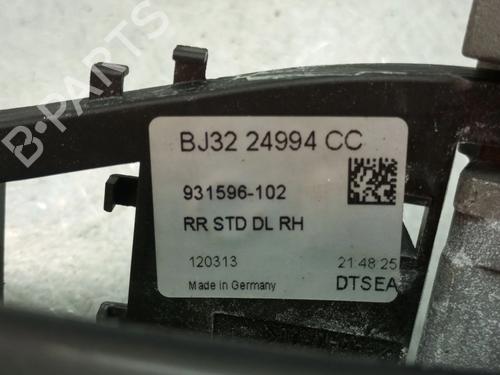 B-PARTS
BJ32 24994 CC
931596-102
RR STD DL RH
120313 21 48 25
Made in Germany DTSEA